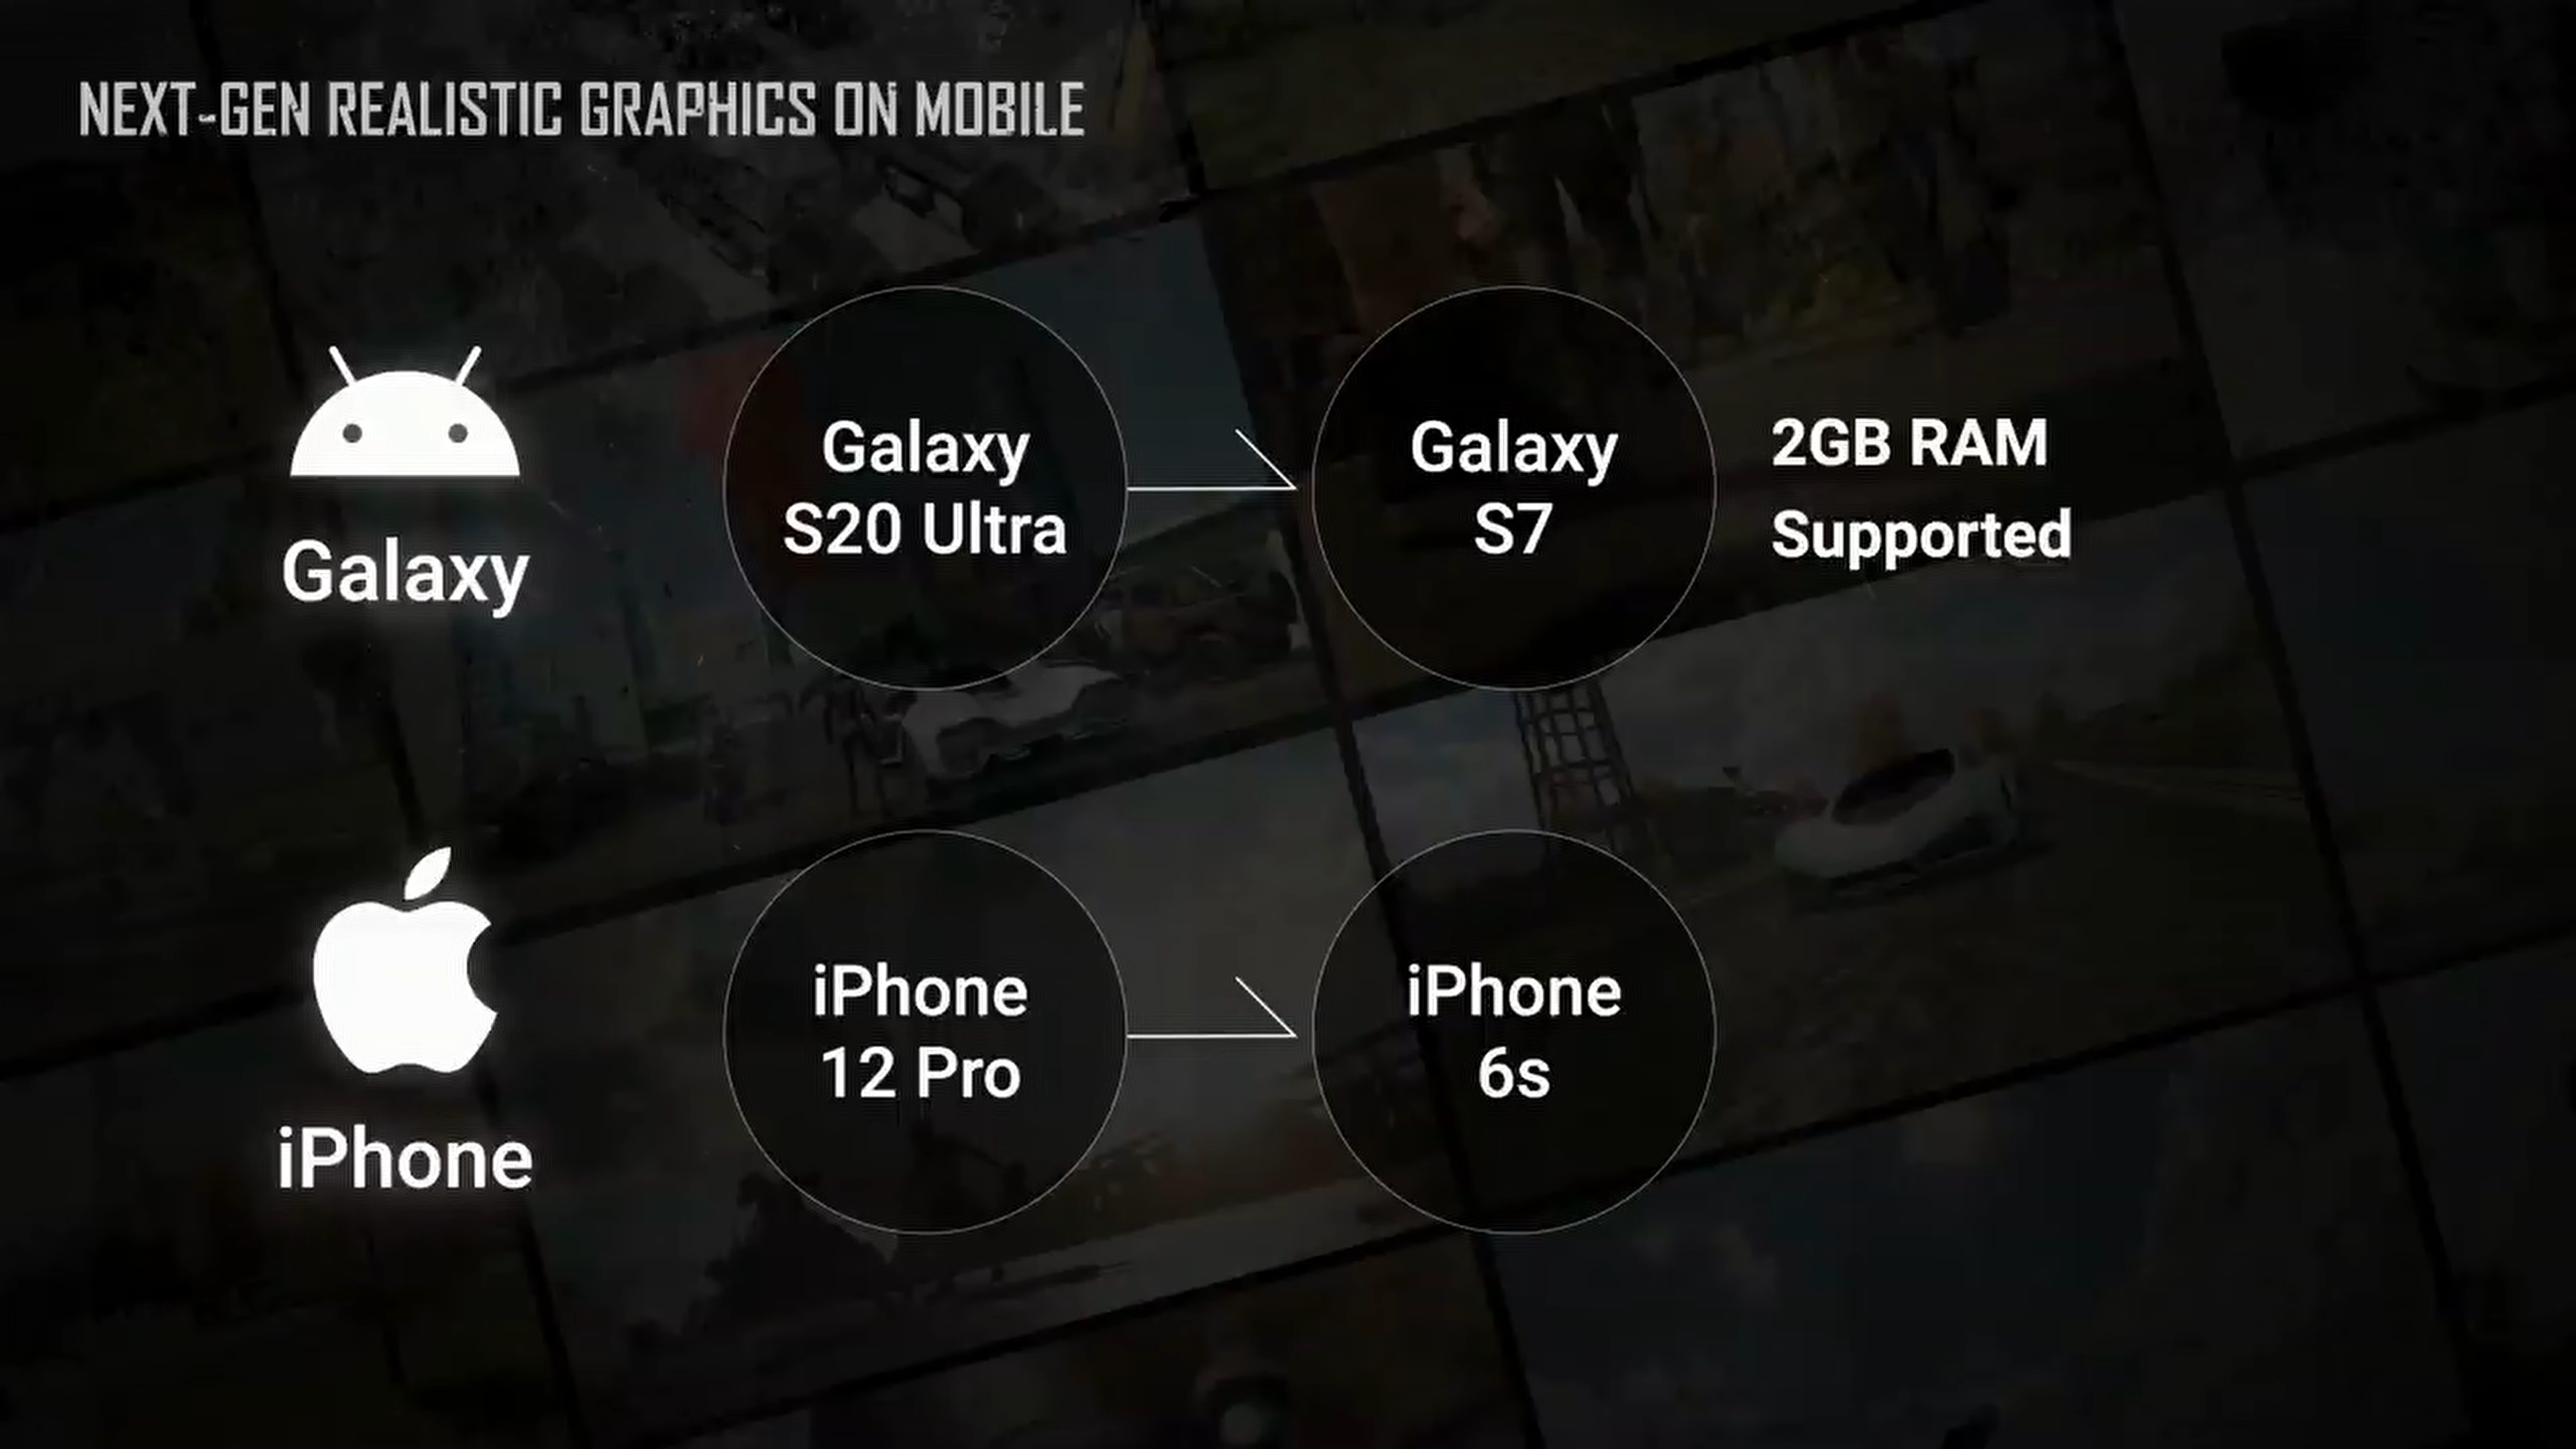 NEXT-GEN REALISTIC GRAPHICS ON MOBILE
Galaxy
Galaxy
S20 Ultra
Galaxy
S7
2GB RAM
Supported
iPhone
iPhone
12 Pro
iPhone
6s